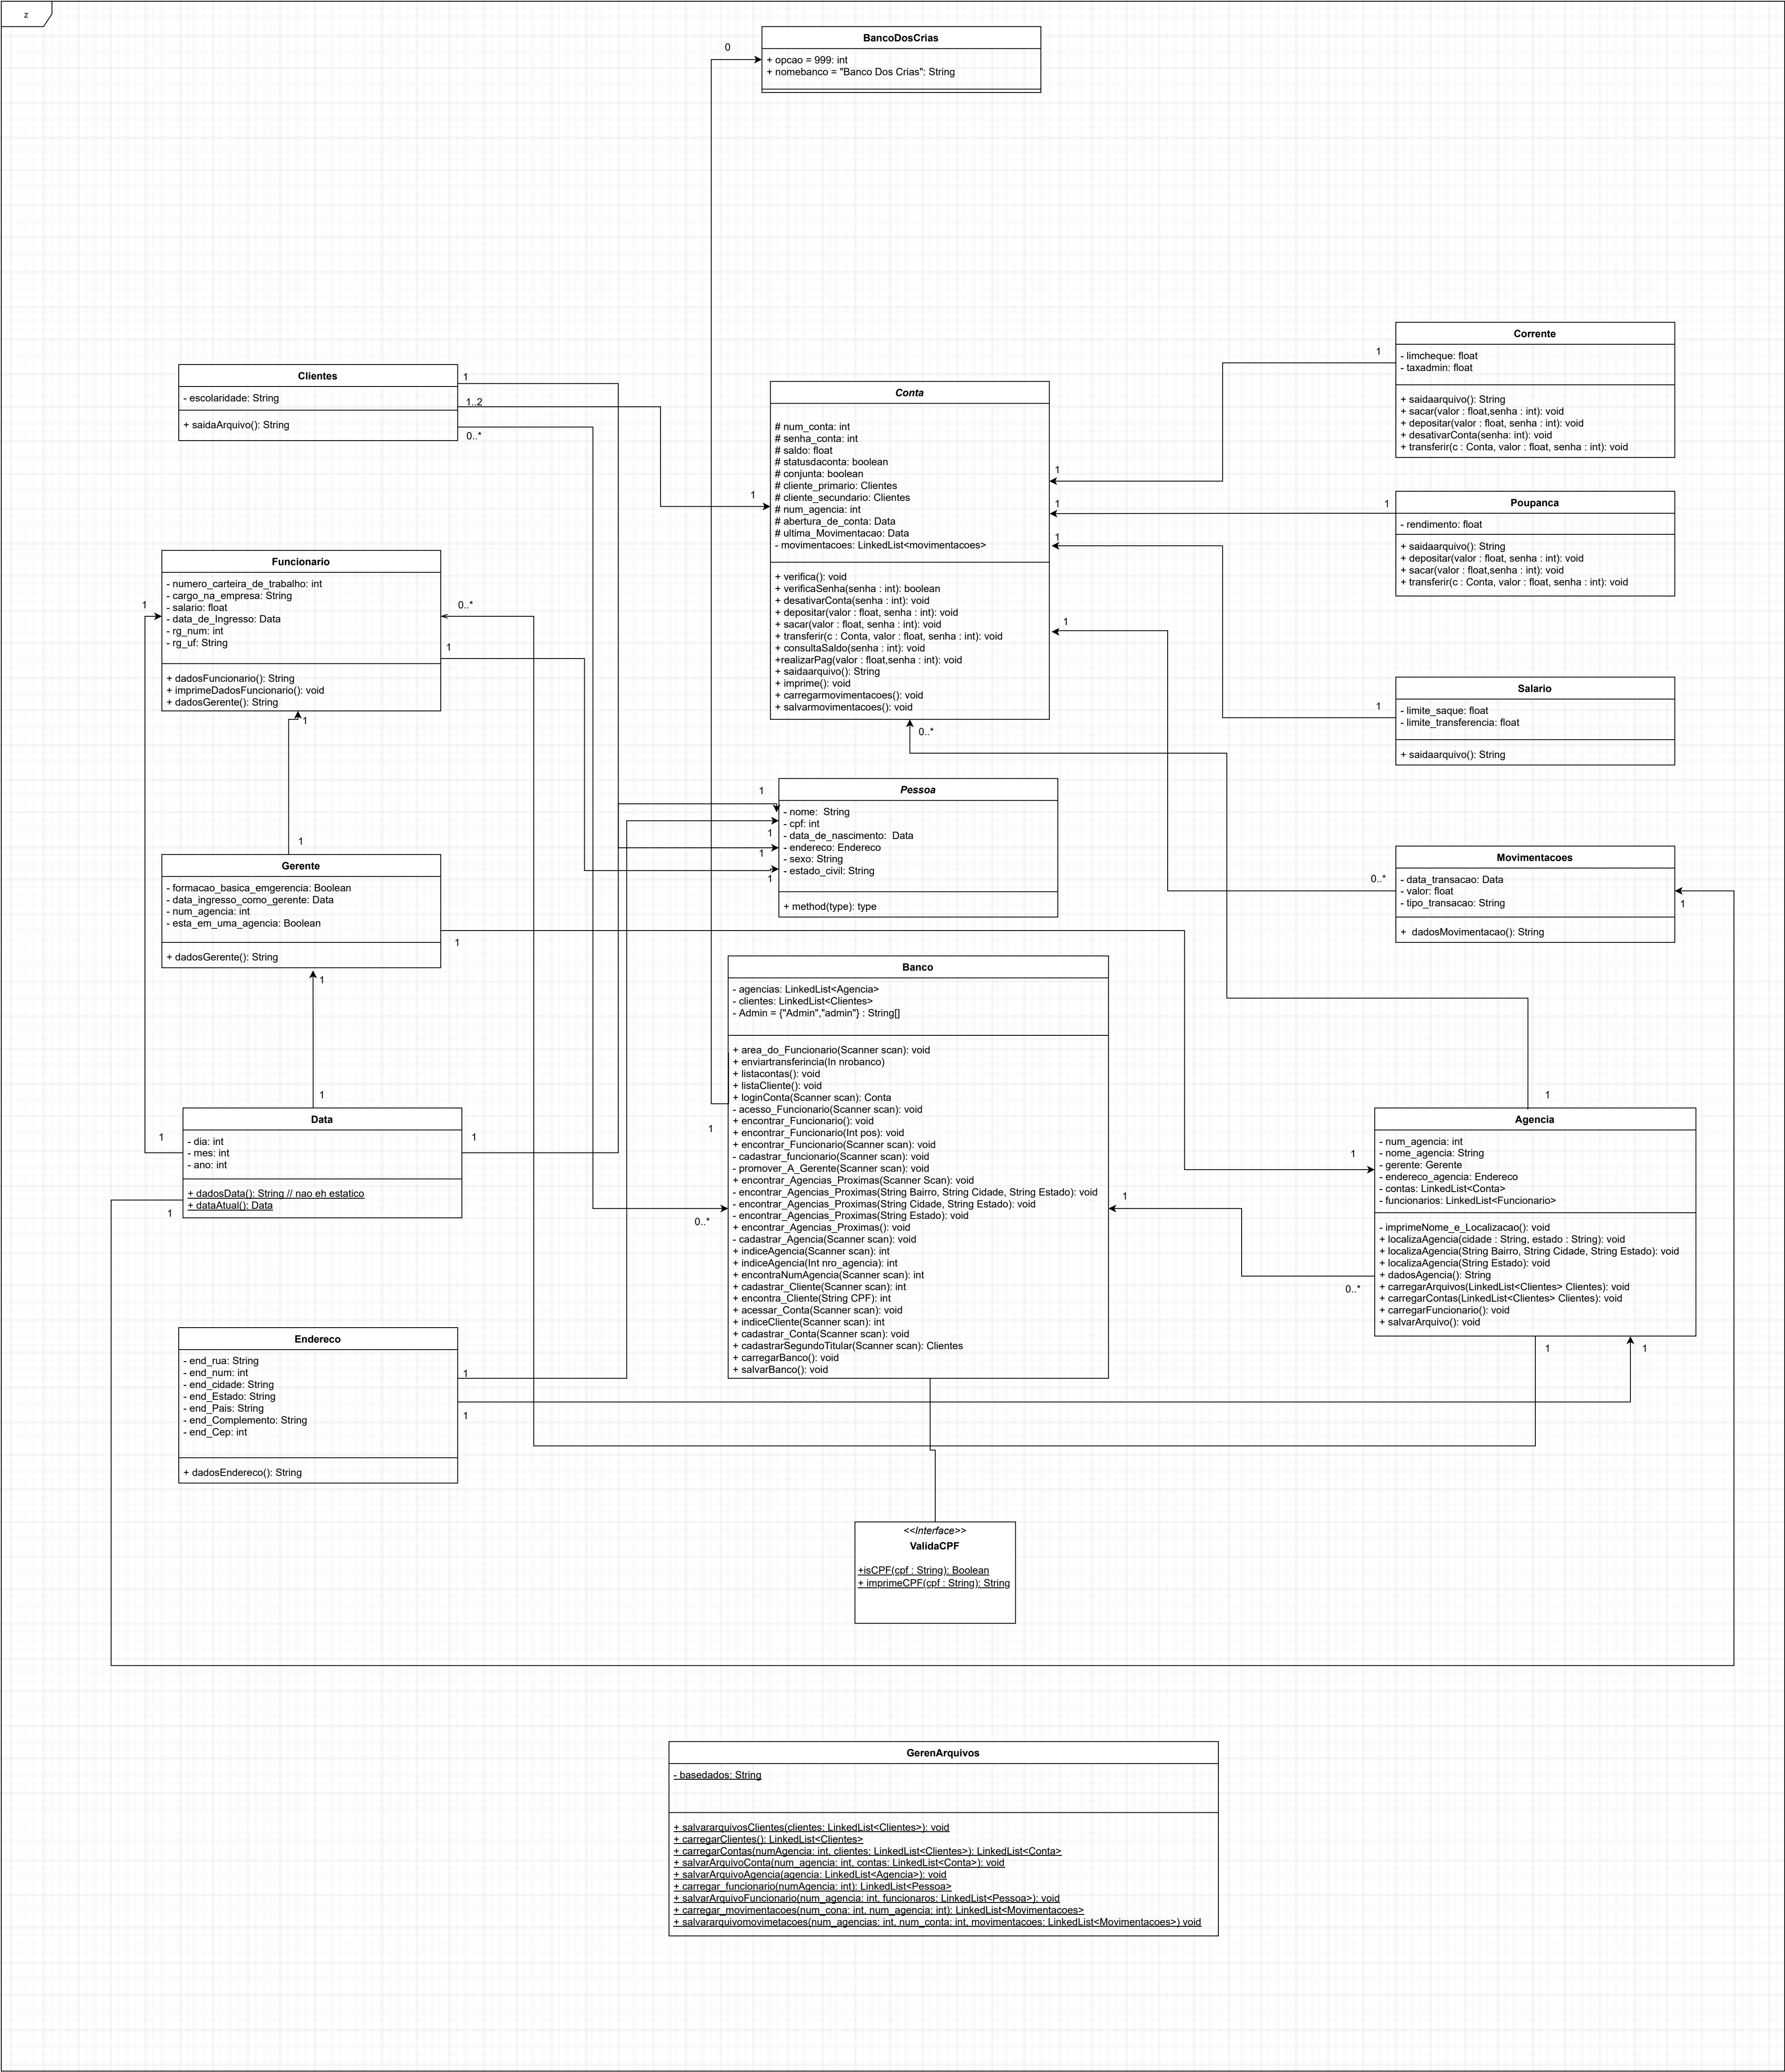 z
BancoDosCrias
+ opcao = 999: int
+ nomebanco = "Banco Dos Crias": String
0
Clientes
- escolaridade: String
+ saidaArquivo(): String
1
1..2
0..*
Conta
# num_conta: int
# senha_conta: int
# saldo: float
# statusdaconta: boolean
# conjunta: boolean
# cliente_primario: Clientes
# cliente_secundario: Clientes
# num_agencia: int
# abertura_de_conta: Data
# ultima_Movimentacao: Data
- movimentacoes: LinkedList<movimentacoes>
+ verifica(): void
+ verificaSenha(senha : int): boolean
+ desativarConta(senha : int): void
+ depositar(valor : float, senha : int): void
+ sacar(valor : float, senha : int): void
+ transferir(c : Conta, valor : float, senha : int): void
+ consultaSaldo(senha : int): void
+realizarPag(valor : float,senha : int): void
+ saidaarquivo(): String
+ imprime(): void
+ carregarmovimentacoes(): void
+ salvarmovimentacoes(): void
1
1
1
1
1
0..*
Corrente
- limcheque: float
- taxadmin: float
+ saidaarquivo(): String
+ sacar(valor : float,senha : int): void
+ depositar(valor : float, senha : int): void
+ desativarConta(senha: int): void
+ transferir(c : Conta, valor : float, senha : int): void
1
Poupanca
- rendimento: float
+ saidaarquivo(): String
+ depositar(valor : float, senha : int): void
+ sacar(valor : float,senha : int): void
+ transferir(c : Conta, valor : float, senha : int): void
1
Salario
- limite_saque: float
- limite_transferencia: float
+ saidaarquivo(): String
1
Funcionario
- numero_carteira_de_trabalho: int
- cargo_na_empresa: String
- salario: float
- data_de_Ingresso: Data
- rg_num: int
- rg_uf: String
+ dadosFuncionario(): String
+ imprimeDadosFuncionario(): void
+ dadosGerente(): String
1
0..*
1
1
Pessoa
- nome:  String
- cpf: int
- data_de_nascimento:  Data
- endereco: Endereco
- sexo: String
- estado_civil: String
+ method(type): type
1
1
1
1
Movimentacoes
- data_transacao: Data
- valor: float
- tipo_transacao: String
+  dadosMovimentacao(): String
0..*
1
Gerente
- formacao_basica_emgerencia: Boolean
- data_ingresso_como_gerente: Data
- num_agencia: int
- esta_em_uma_agencia: Boolean
+ dadosGerente(): String
1
1
1
Banco
- agencias: LinkedList<Agencia>
- clientes: LinkedList<Clientes>
- Admin = {"Admin","admin"} : String[]
+ area_do_Funcionario(Scanner scan): void
+ enviartransferincia(In nrobanco)
+ listacontas(): void
+ listaCliente(): void
+ loginConta(Scanner scan): Conta
- acesso_Funcionario(Scanner scan): void
+ encontrar_Funcionario(): void
+ encontrar_Funcionario(Int pos): void
+ encontrar_Funcionario(Scanner scan): void
- cadastrar_funcionario(Scanner scan): void
- promover_A_Gerente(Scanner scan): void
+ encontrar_Agencias_Proximas(Scanner Scan): void
- encontrar_Agencias_Proximas(String Bairro, String Cidade, String Estado): void
- encontrar_Agencias_Proximas(String Cidade, String Estado): void
- encontrar_Agencias_Proximas(String Estado): void
+ encontrar_Agencias_Proximas(): void
- cadastrar_Agencia(Scanner scan): void
+ indiceAgencia(Scanner scan): int
+ indiceAgencia(Int nro_agencia): int
+ encontraNumAgencia(Scanner scan): int
+ cadastrar_Cliente(Scanner scan): int
+ encontra_Cliente(String CPF): int
+ acessar_Conta(Scanner scan): void
+ indiceCliente(Scanner scan): int
+ cadastrar_Conta(Scanner scan): void
+ cadastrarSegundoTitular(Scanner scan): Clientes
+ carregarBanco(): void
+ salvarBanco(): void
1
0..*
1
Data
- dia: int
- mes: int
- ano: int
+ dadosData(): String // nao eh estatico
+ dataAtual(): Data
1
1
1
1
Agencia
- num_agencia: int
- nome_agencia: String
- gerente: Gerente
- endereco_agencia: Endereco
- contas: LinkedList<Conta>
- funcionarios: LinkedList<Funcionario>
- imprimeNome_e_Localizacao(): void
+ localizaAgencia(cidade : String, estado : String): void
+ localizaAgencia(String Bairro, String Cidade, String Estado): void
+ localizaAgencia(String Estado): void
+ dadosAgencia(): String
+ carregarArquivos(LinkedList<Clientes> Clientes): void
+ carregarContas(LinkedList<Clientes> Clientes): void
+ carregarFuncionario(): void
+ salvarArquivo(): void
1
1
0..*
1
1
Endereco
- end_rua: String
- end_num: int
- end_cidade: String
- end_Estado: String
- end_Pais: String
- end_Complemento: String
- end_Cep: int
+ dadosEndereco(): String
1
1
<<Interface>>
ValidaCPF
+isCPF(cpf : String): Boolean
+ imprimeCPF(cpf : String): String
GerenArquivos
- basedados: String
+ salvararquivosClientes(clientes: LinkedList<Clientes>): void
+ carregarClientes(): LinkedList<Clientes>
+ carregarContas(numAgencia: int, clientes: LinkedList<Clientes>): LinkedList<Conta>
+ salvarArquivoConta(num_agencia: int, contas: LinkedList<Conta>): void
+ salvarArquivoAgencia(agencia: LinkedList<Agencia>): void
+ carregar_funcionario(numAgencia: int): LinkedList<Pessoa>
+ salvarArquivoFuncionario(num_agencia: int, funcionaros: LinkedList<Pessoa>): void
+ carregar_movimentacoes(num_cona: int, num_agencia: int): LinkedList<Movimentacoes>
+ salvararquivomovimetacoes(num_agencias: int, num_conta: int, movimentacoes: LinkedList<Movimentacoes>) void